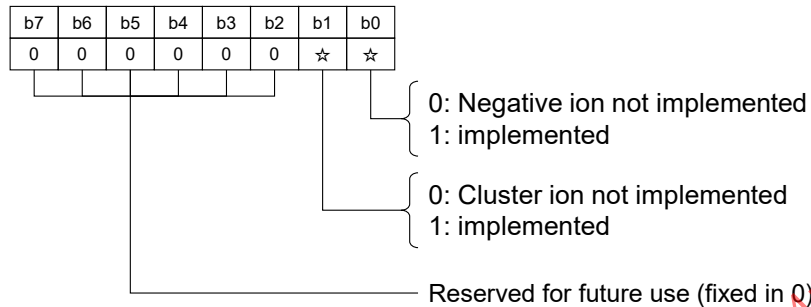 b7 b6 b5 b4 b3 b2 b1 b0
0 0 0 0 0 0 ☆ ☆
0: Negative ion not implemented
1: implemented
0: Cluster ion not implemented
1: implemented
Reserved for future use (fixed in 0)